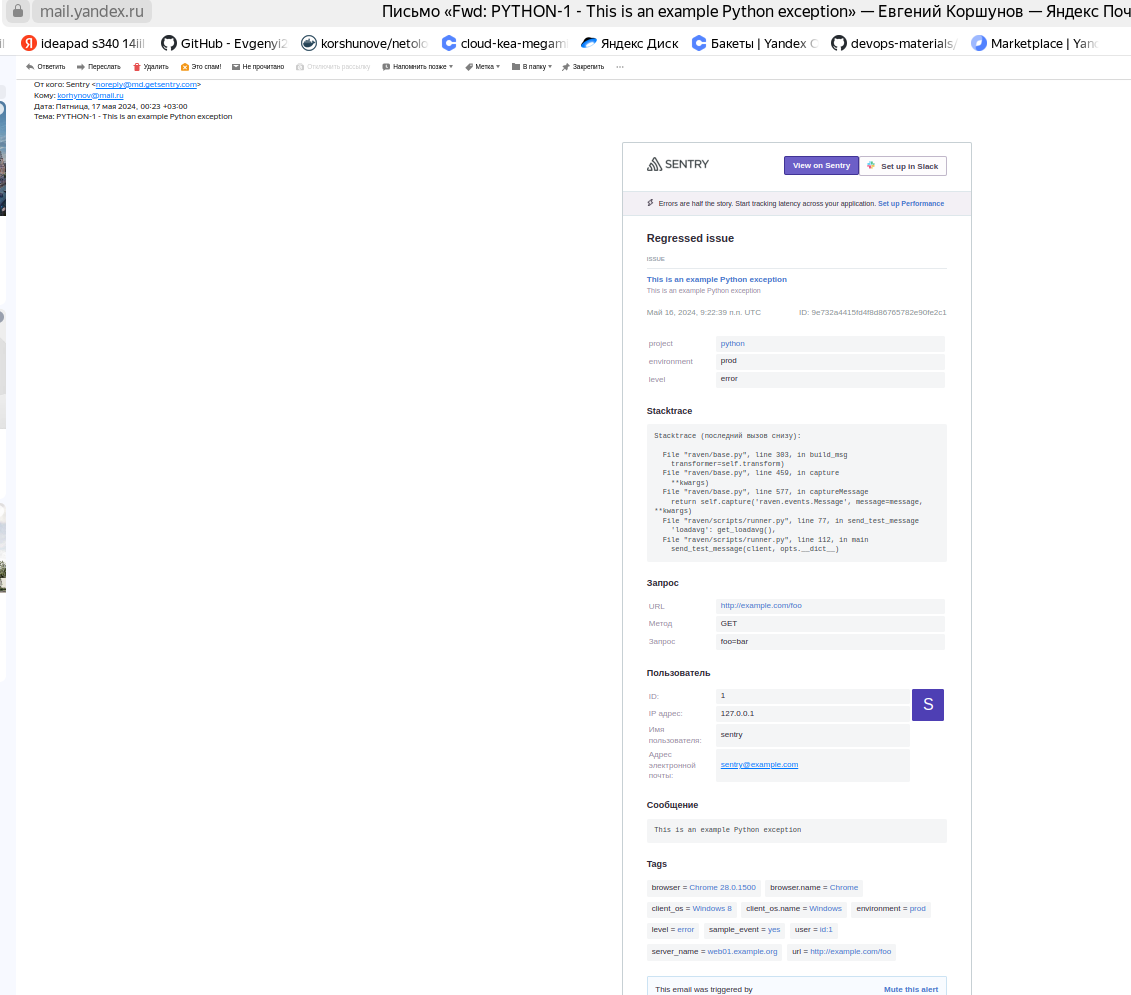 mail.yandex.ru
Письмо «Fwd: PYTHON-1 - This is an example Python exception» — Евгений Коршунов — Яндекс Поч
ideapad s340 14iil
GitHub - Evgenyi2
korshunove/netolo
cloud-kea-megami
Яндекс Диск
Бакеты | Yandex C
devops-materials/
Marketplace | Yan
Ответить Переслать Удалить Это спам! Не прочитано Отключить рассылку Напомнить позже Метка В папку Закрепить ...
От кого: Sentry <noreply@md.getsentry.com>
Кому: korhynov@mail.ru
Дата: Пятница, 17 мая 2024, 00:23 +03:00
Тема: PYTHON-1 - This is an example Python exception
SENTRY
View on Sentry
Set up in Slack
Errors are half the story. Start tracking latency across your application. Set up Performance
Regressed issue
ISSUE
This is an example Python exception
This is an example Python exception
Май 16, 2024, 9:22:39 п.п. UTC
ID: 9e732a4415fd4f8d86765782e90fe2c1
project python
environment prod
level error
Stacktrace
Stacktrace (последний вызов снизу):
File "raven/base.py", line 303, in build_msg
transformer=self.transform)
File "raven/base.py", line 459, in capture
**kwargs)
File "raven/base.py", line 577, in captureMessage
return self.capture('raven.events.Message', message=message,
**kwargs)
File "raven/scripts/runner.py", line 77, in send_test_message
'loadavg': get_loadavg(),
File "raven/scripts/runner.py", line 112, in main
send_test_message(client, opts.__dict__)
Запрос
URL http://example.com/foo
Метод GET
Запрос foo=bar
Пользователь
ID: 1
S
IP адрес: 127.0.0.1
Имя
пользователя: sentry
Адрес
электронной
почты: sentry@example.com
Сообщение
This is an example Python exception
Tags
browser = Chrome 28.0.1500 browser.name = Chrome
client_os = Windows 8 client_os.name = Windows environment = prod
level = error sample_event = yes user = id:1
server_name = web01.example.org url = http://example.com/foo
This email was triggered by
Mute this alert